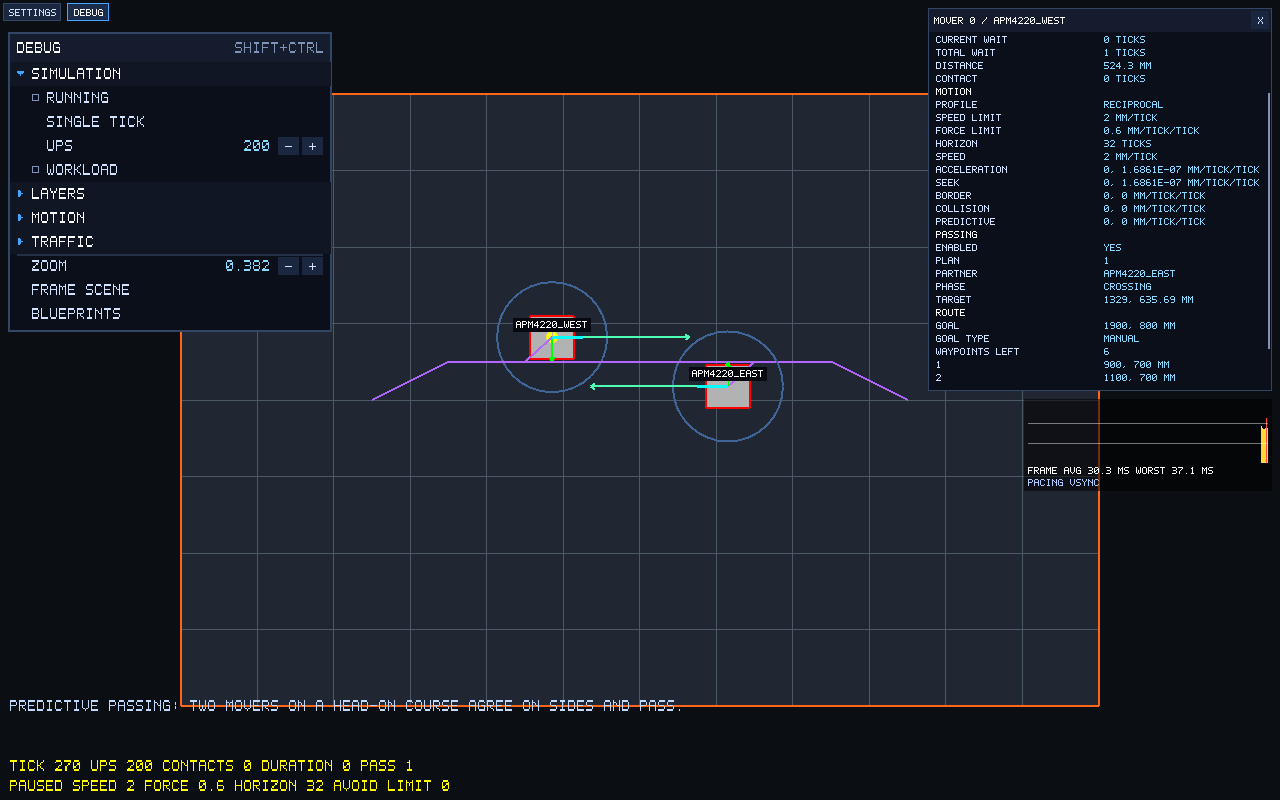 SETTINGS DEBUG
DEBUG SHIFT+CTRL
SIMULATION
RUNNING
SINGLE TICK
UPS 200 - +
WORKLOAD
LAYERS
MOTION
TRAFFIC
ZOOM 0.382 - +
FRAME SCENE
BLUEPRINTS
MOVER 0 / APM4220_WEST X
CURRENT WAIT 0 TICKS
TOTAL WAIT 1 TICKS
DISTANCE 524.3 MM
CONTACT 0 TICKS
MOTION
PROFILE RECIPROCAL
SPEED LIMIT 2 MM/TICK
FORCE LIMIT 0.6 MM/TICK/TICK
HORIZON 32 TICKS
SPEED 2 MM/TICK
ACCELERATION 0, 1.6861E-07 MM/TICK/TICK
SEEK 0, 1.6861E-07 MM/TICK/TICK
BORDER 0, 0 MM/TICK/TICK
COLLISION 0, 0 MM/TICK/TICK
PREDICTIVE 0, 0 MM/TICK/TICK
PASSING
ENABLED YES
PLAN 1
PARTNER APM4220_EAST
PHASE CROSSING
TARGET 1329, 635.69 MM
ROUTE
GOAL 1900, 800 MM
GOAL TYPE MANUAL
WAYPOINTS LEFT 6
1 900, 700 MM
2 1100, 700 MM
APM4220_WEST
APM4220_EAST
FRAME AVG 30.3 MS WORST 37.1 MS
PACING VSYNC
PREDICTIVE PASSING: TWO MOVERS ON A HEAD-ON COURSE AGREE ON SIDES AND PASS.
TICK 270 UPS 200 CONTACTS 0 DURATION 0 PASS 1
PAUSED SPEED 2 FORCE 0.6 HORIZON 32 AVOID LIMIT 0